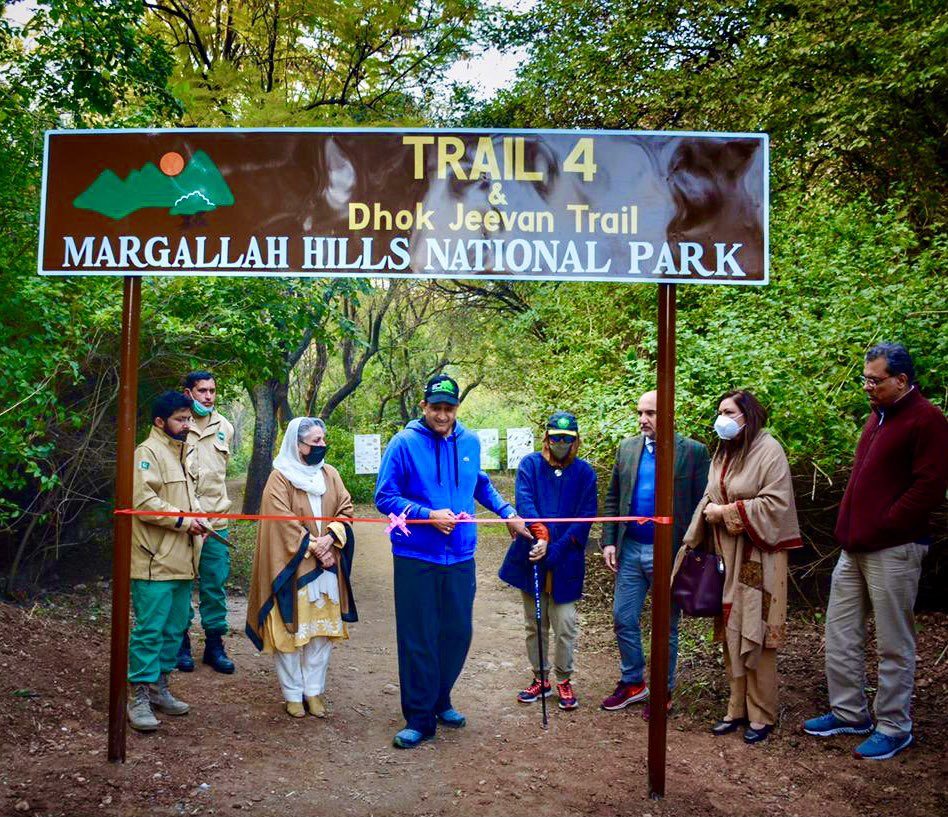 TRAIL 4
&
Dhok Jeevan Trail
MARGALLAH HILLS NATIONAL PARK